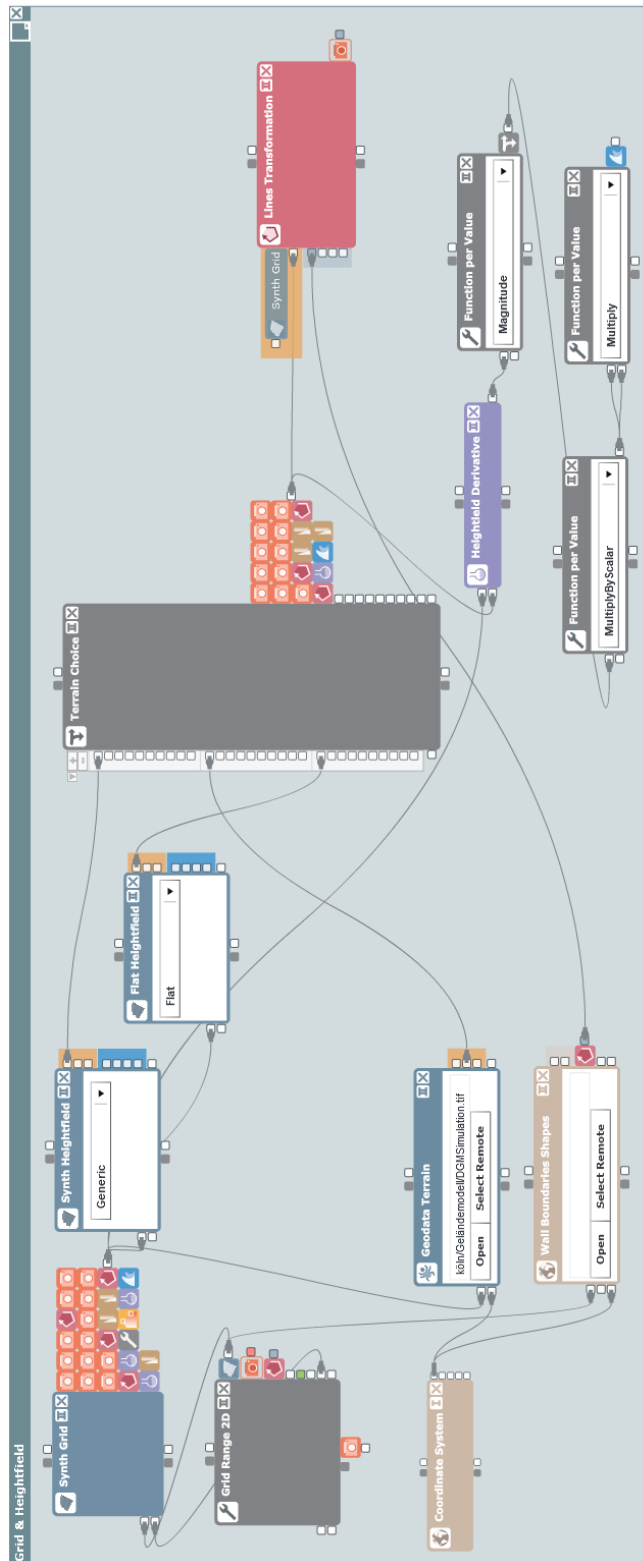 Grid & Heightfield
Synth Grid
Synth Heightfield
Generic
Flat Heightfield
Flat
Terrain Choice
Synth Grid
Lines Transformation
Grid Range 2D
Coordinate System
Geodata Terrain
köln/Geländemodell/DGMSimulation.tif
Open
Select Remote
Wall Boundaries Shapes
Open
Select Remote
Heightfield Derivative
Function per Value
Magnitude
Function per Value
MultiplyByScalar
Function per Value
Multiply